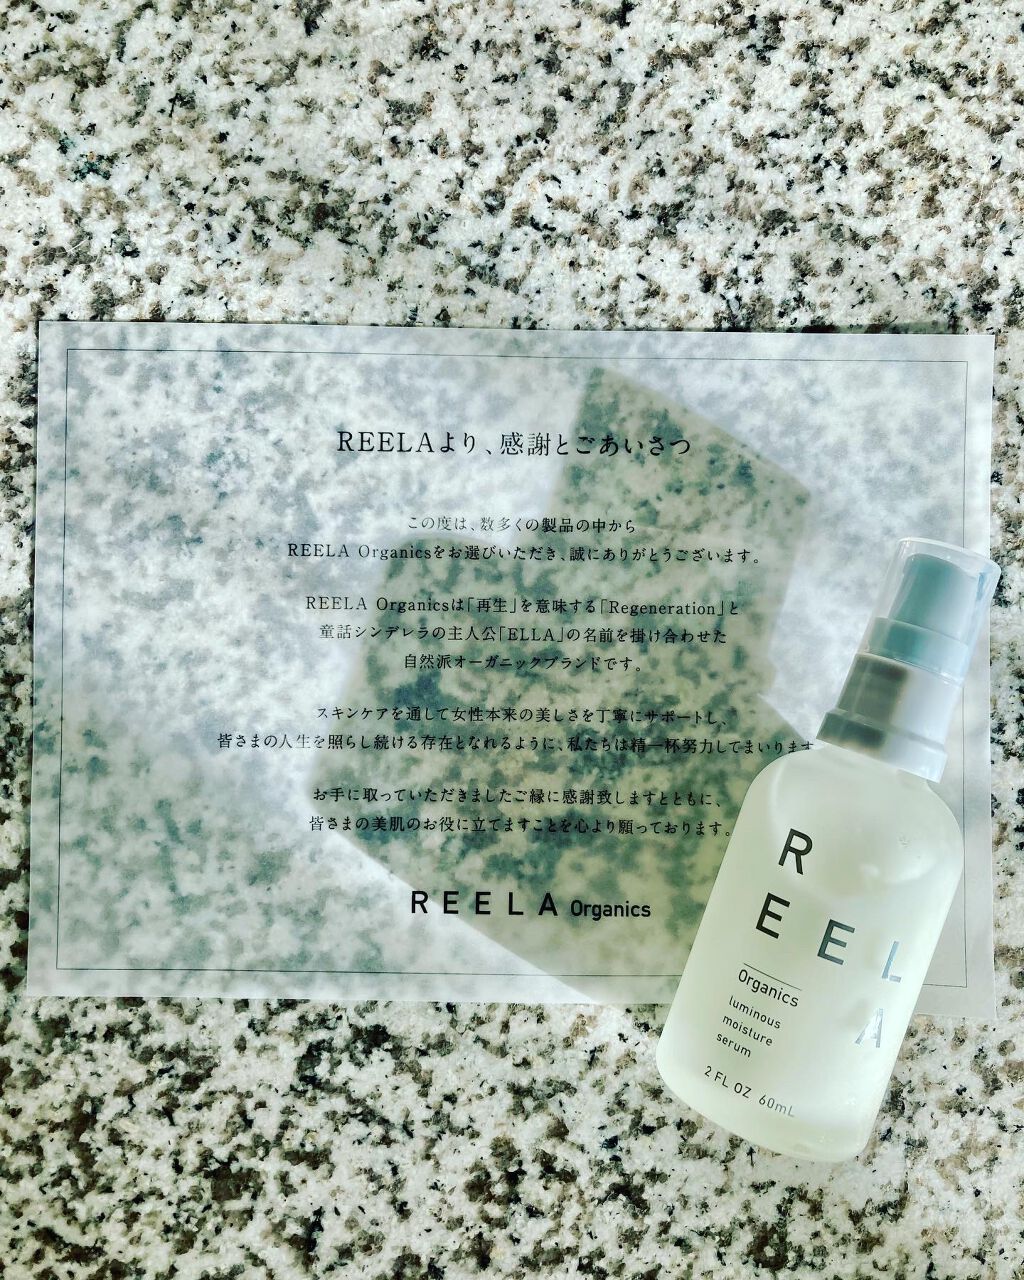 REELAより、感謝とごあいさつ
この度は、数多くの製品の中から
REELA Organicsをお選びいただき、誠にありがとうございます。
REELA Organicsは「再生」を意味する「Regeneration」と
童話シンデレラの主人公「ELLA」の名前を掛け合わせた
自然派オーガニックブランドです。
スキンケアを通して女性本来の美しさを丁寧にサポートし、
皆さまの人生を照らし続ける存在となれるように、私たちは精一杯努力してまいります
お手に取っていただきましたご縁に感謝致しますとともに、
皆さまの美肌のお役に立てますことを心より願っております。
REELA Organics
R
EEL
A
Organics
luminous
moisture
serum
2 FL OZ 60mL